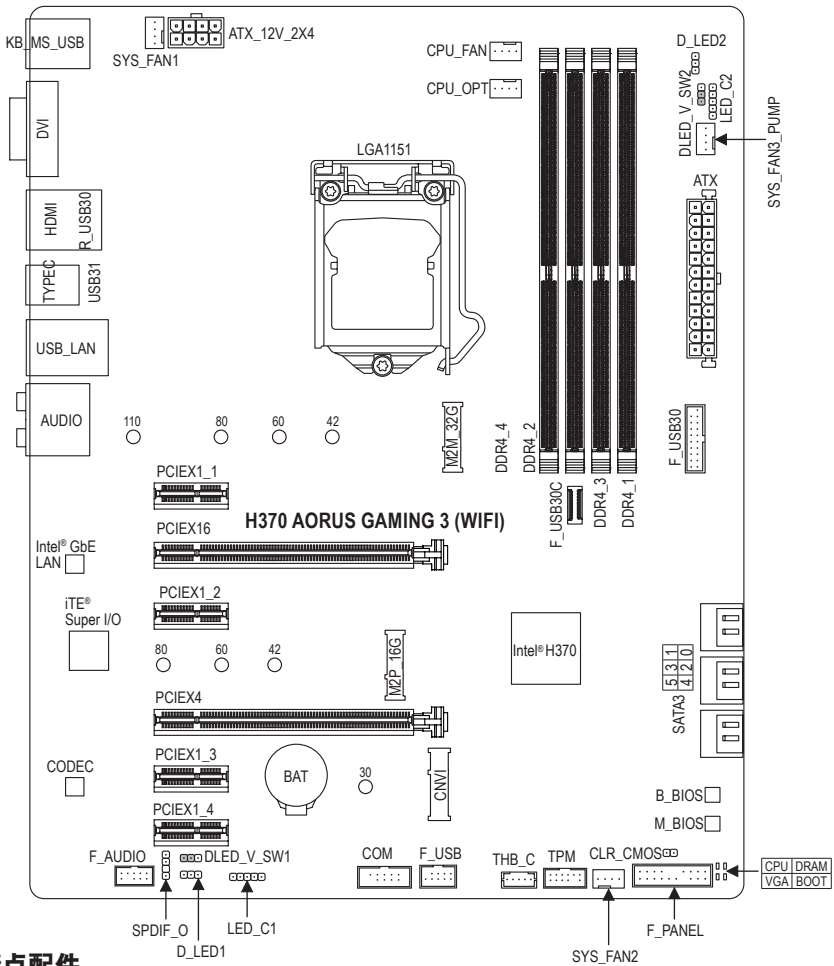 KB_MS_USB
SYS_FAN1
ATX_12V_2X4
CPU_FAN
CPU_OPT
D_LED2
DLED_V_SW2
LED_C2
SYS_FAN3_PUMP
DVI
LGA1151
ATX
HDMI
R_USB30
TYPEC
USB31
USB_LAN
AUDIO
110
80
60
42
M2M_32G
DDR4_4
DDR4_2
F_USB30C
DDR4_3
DDR4_1
F_USB30
PCIEX1_1
H370 AORUS GAMING 3 (WIFI)
PCIEX16
Intel® GbE
LAN
PCIEX1_2
iTE®
Super I/O
80
60
42
M2P_16G
Intel® H370
SATA3
5 3 1
4 2 0
PCIEX4
PCIEX1_3
CODEC
BAT
30
CNVI
B_BIOS
M_BIOS
PCIEX1_4
F_AUDIO
DLED_V_SW1
COM
F_USB
THB_C
TPM
CLR_CMOS
CPU DRAM
VGA BOOT
SPDIF_O
D_LED1
LED_C1
SYS_FAN2
F_PANEL
点配件